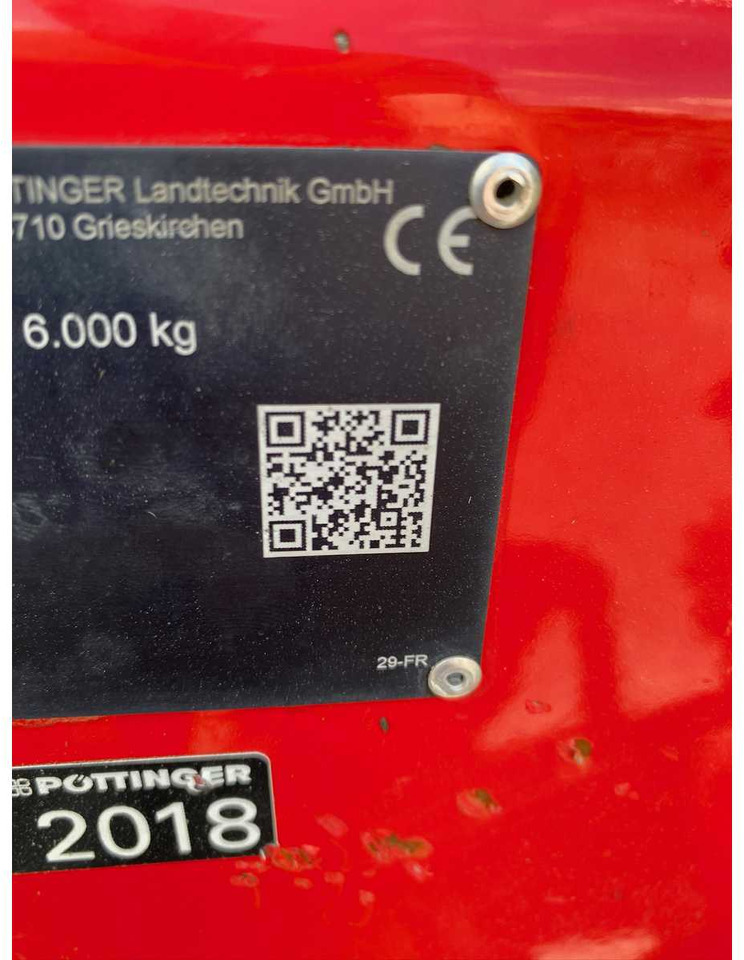 TINGER Landtechnik GmbH
710 Grieskirchen
CE
6.000 kg
29-FR
PÖTTINGER
2018